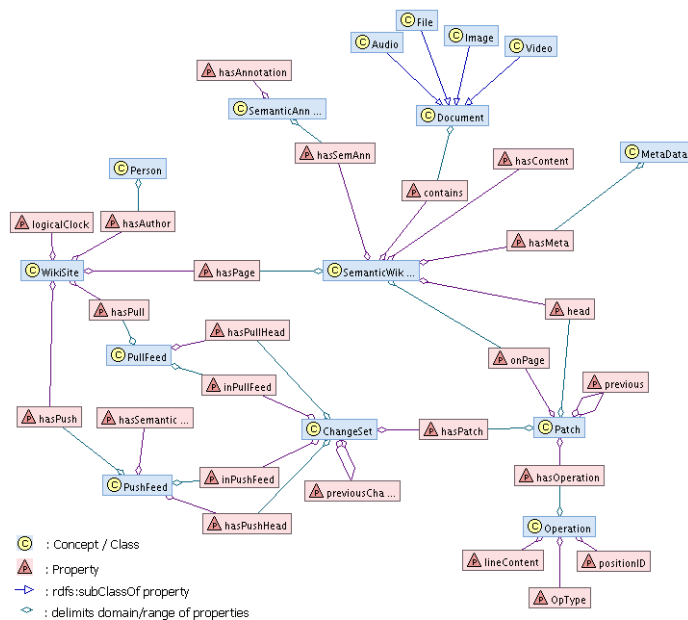 C File
C Audio
C Image
C Video
P hasAnnotation
C SemanticAnn ...
C Document
P hasSemAnn
P hasContent
C MetaData
C Person
P contains
P logicalClock
P hasAuthor
P hasMeta
C WikiSite
P hasPage
C SemanticWik ...
P hasPull
P head
P hasPullHead
C PullFeed
P onPage
P inPullFeed
P previous
P hasPush
P hasSemantic ...
C ChangeSet
P hasPatch
C Patch
P inPushFeed
C PushFeed
P previousCha ...
P hasOperation
P hasPushHead
C Operation
C : Concept / Class
P lineContent
P positionID
P : Property
: rdfs:subClassOf property
P OpType
: delimits domain/range of properties